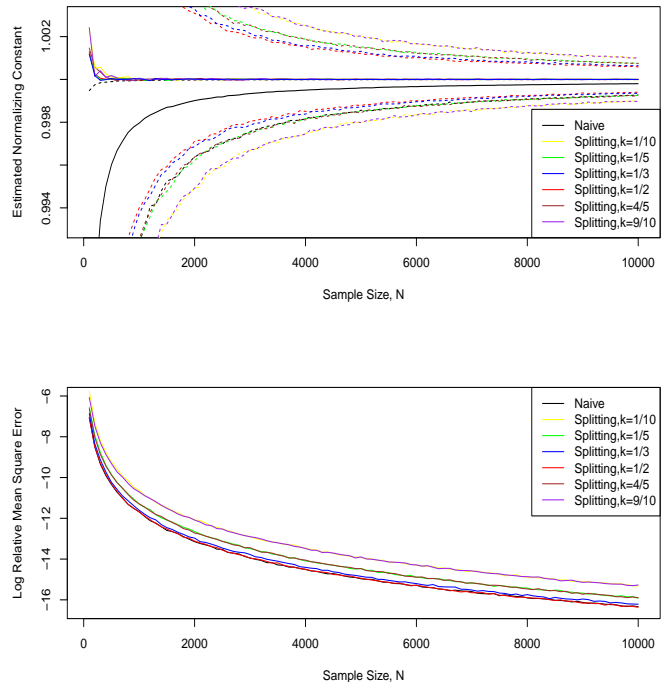 Estimated Normalizing Constant
1.002
0.998
0.994
Naive
Splitting,k=1/10
Splitting,k=1/5
Splitting,k=1/3
Splitting,k=1/2
Splitting,k=4/5
Splitting,k=9/10
0 2000 4000 6000 8000 10000
Sample Size, N
Log Relative Mean Square Error
-6
-8
-10
-12
-14
-16
Naive
Splitting,k=1/10
Splitting,k=1/5
Splitting,k=1/3
Splitting,k=1/2
Splitting,k=4/5
Splitting,k=9/10
0 2000 4000 6000 8000 10000
Sample Size, N